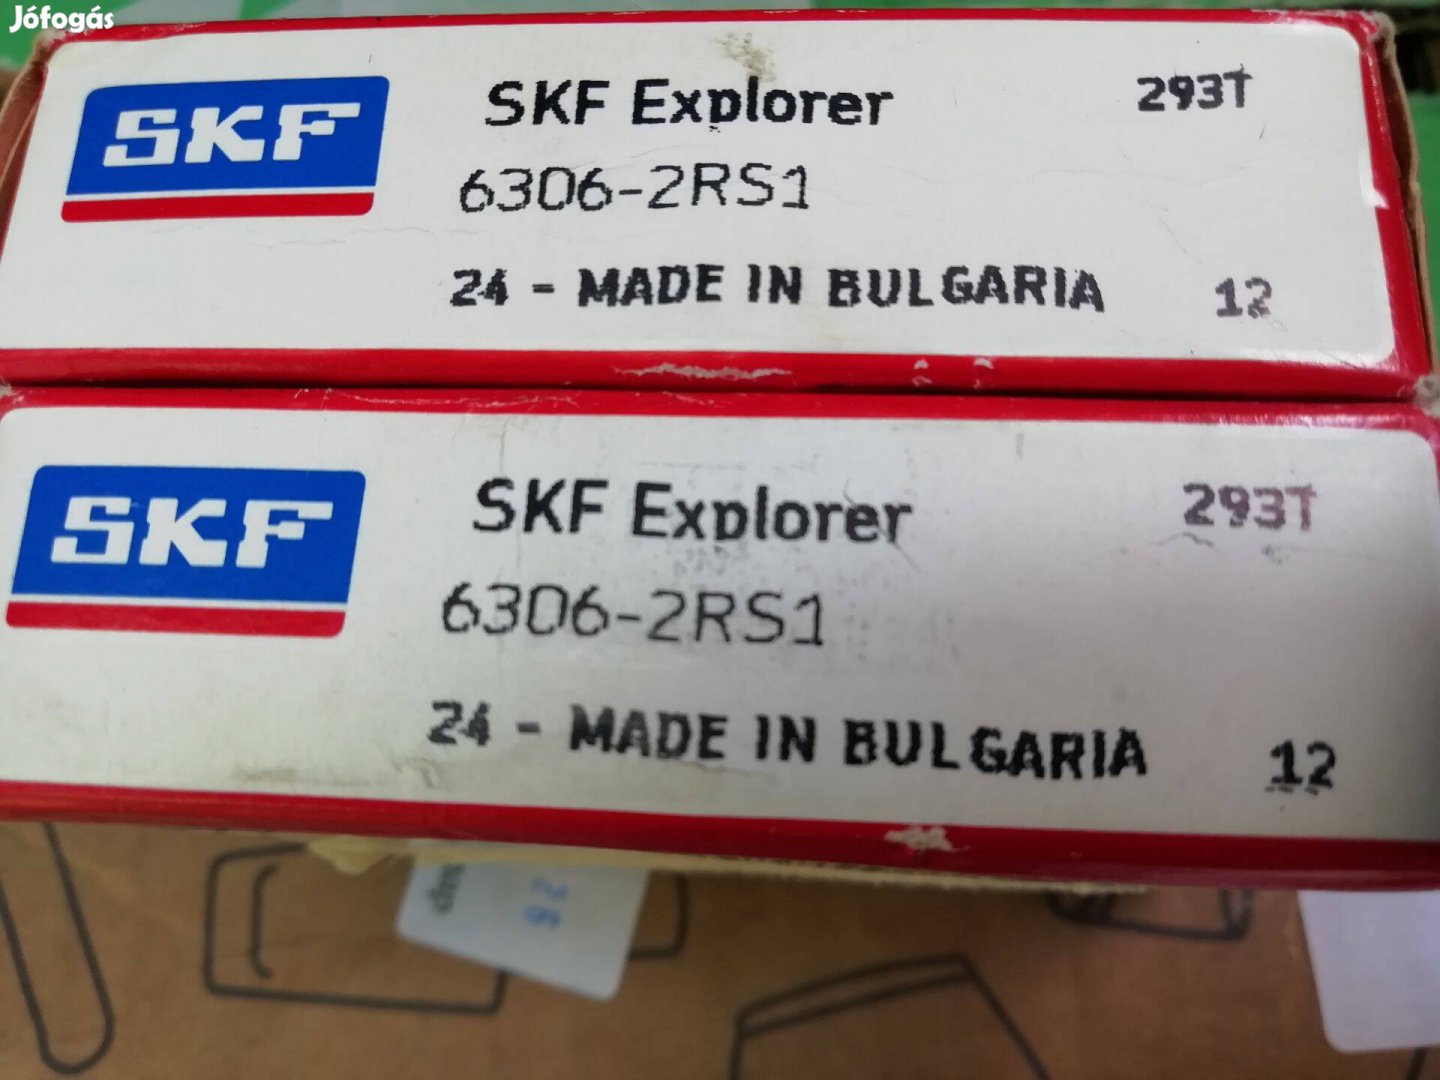 Jófogás
SKF
SKF Explorer
293T
6306-2RS1
24 - MADE IN BULGARIA
12
SKF
SKF Explorer
293T
6306-2RS1
24 - MADE IN BULGARIA
12
26